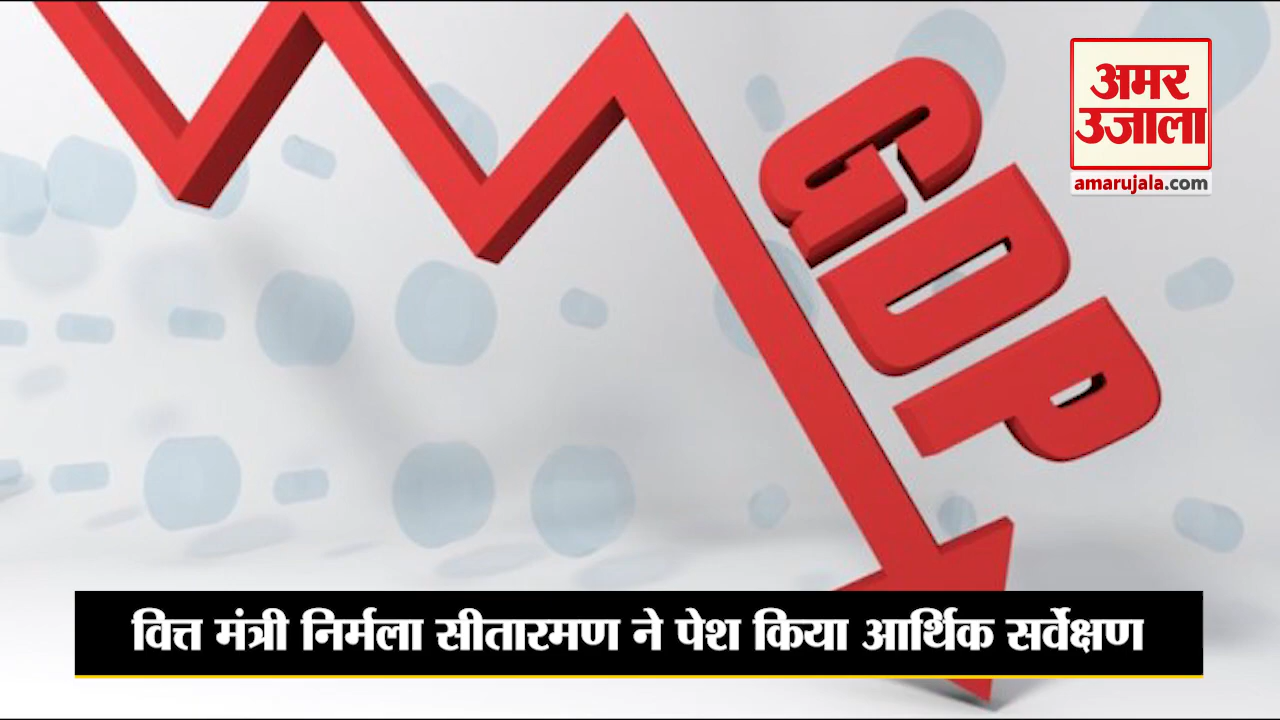 अमर
उजाला
amarujala.com
GDP
वित्त मंत्री निर्मला सीतारमण ने पेश किया आर्थिक सर्वेक्षण